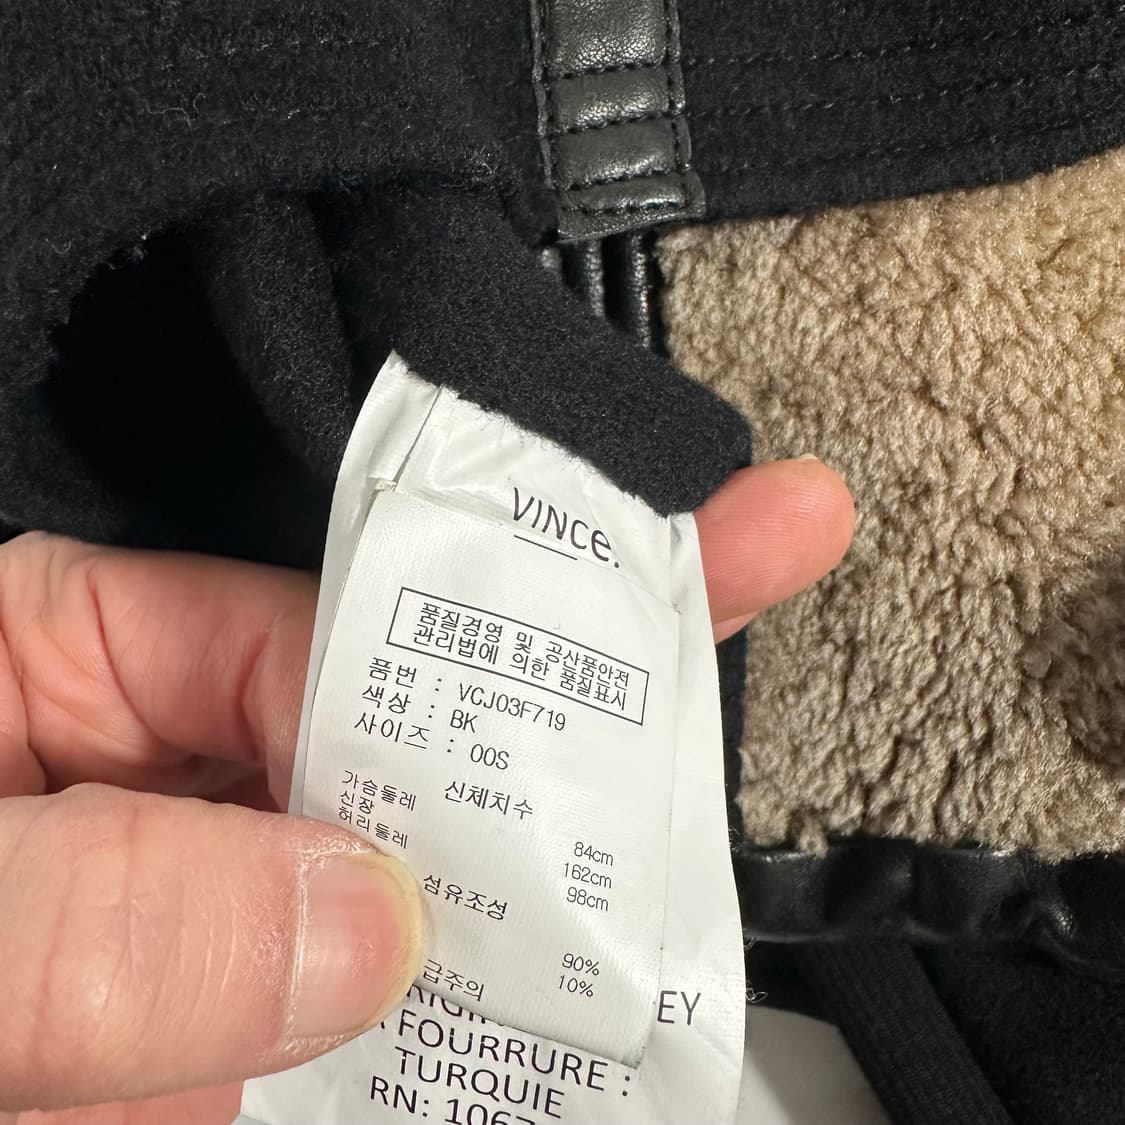 VINCE.
품질경영 및 공산품안전
관리법에 의한 품질표시
품번 : VCJ03F719
색상 : BK
사이즈 : 00S
신체치수
가슴둘레 84cm
신장 162cm
허리둘레 98cm
섬유조성
90%
10%
급주의
EY
FOURRURE :
TURQUIE
RN: 106